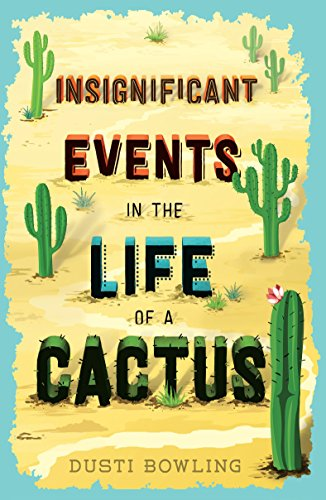 INSIGNIFICANT
EVENTS
IN THE
LIFE
OF A
CACTUS
DUSTI BOWLING